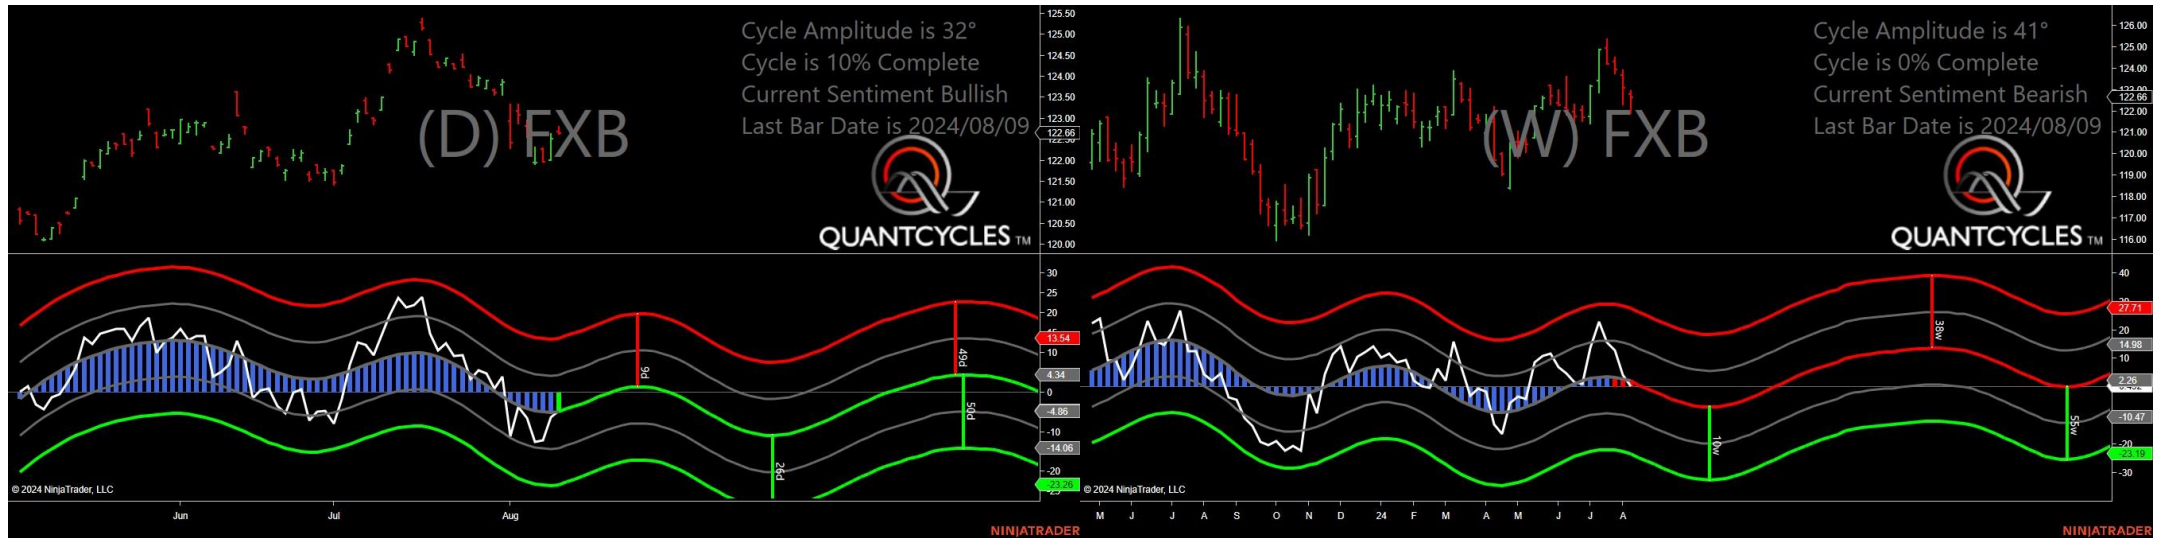 Cycle Amplitude is 32°
Cycle is 10% Complete
Current Sentiment Bullish
Last Bar Date is 2024/08/09
(D) FXB
QUANTCYCLES TM
125.50
125.00
124.50
124.00
123.50
123.00
122.66
122.00
121.50
121.00
120.50
120.00
30
25
20
13.54
10
4.34
0
-4.86
-10
-14.06
-20
-23.26
9d
26d
49d
50d
© 2024 NinjaTrader, LLC
Jun Jul Aug
NINJATRADER
Cycle Amplitude is 41°
Cycle is 0% Complete
Current Sentiment Bearish
Last Bar Date is 2024/08/09
(W) FXB
QUANTCYCLES TM
126.00
125.00
124.00
122.66
122.00
121.00
120.00
119.00
118.00
117.00
116.00
40
27.71
20
14.98
10
2.26
-10.47
-20
-23.19
-30
10w
38w
55w
© 2024 NinjaTrader, LLC
M J J A S O N D 24 F M A M J J A
NINJATRADER